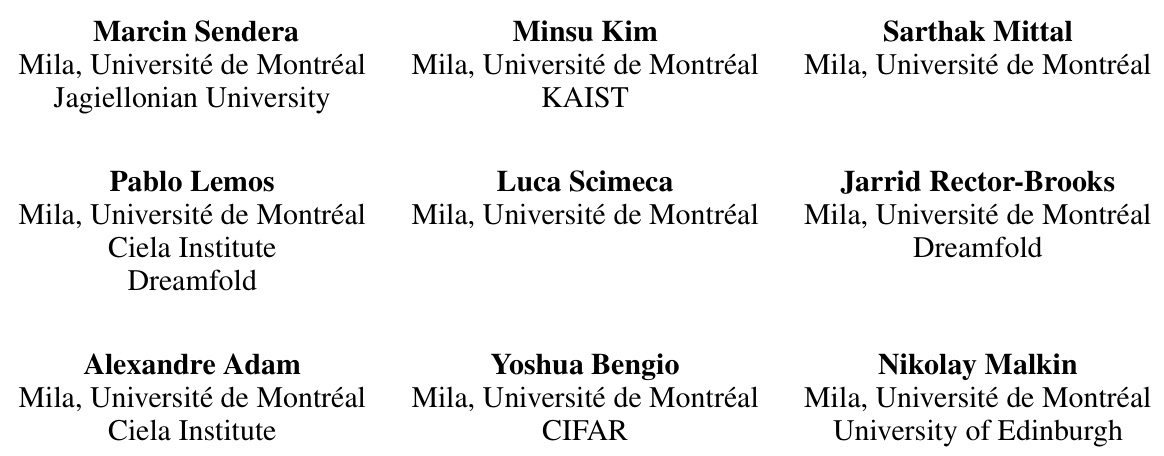 Marcin Sendera
Mila, Université de Montréal
Jagiellonian University
Minsu Kim
Mila, Université de Montréal
KAIST
Sarthak Mittal
Mila, Université de Montréal
Pablo Lemos
Mila, Université de Montréal
Ciela Institute
Dreamfold
Luca Scimeca
Mila, Université de Montréal
Jarrid Rector-Brooks
Mila, Université de Montréal
Dreamfold
Alexandre Adam
Mila, Université de Montréal
Ciela Institute
Yoshua Bengio
Mila, Université de Montréal
CIFAR
Nikolay Malkin
Mila, Université de Montréal
University of Edinburgh